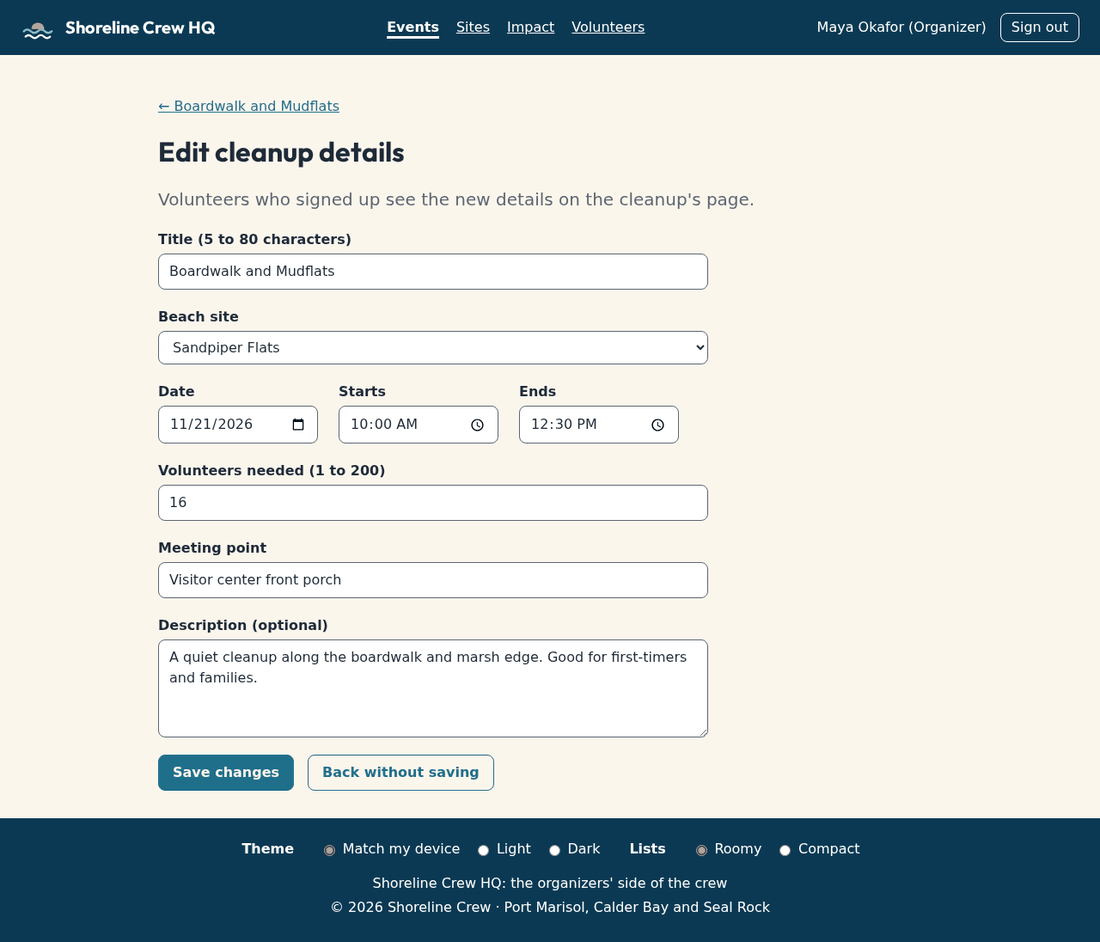 Shoreline Crew HQ
Events Sites Impact Volunteers
Maya Okafor (Organizer) Sign out
← Boardwalk and Mudflats
Edit cleanup details
Volunteers who signed up see the new details on the cleanup's page.
Title (5 to 80 characters)
Boardwalk and Mudflats
Beach site
Sandpiper Flats
Date Starts Ends
11/21/2026 10:00 AM 12:30 PM
Volunteers needed (1 to 200)
16
Meeting point
Visitor center front porch
Description (optional)
A quiet cleanup along the boardwalk and marsh edge. Good for first-timers
and families.
Save changes Back without saving
Theme Match my device Light Dark Lists Roomy Compact
Shoreline Crew HQ: the organizers' side of the crew
© 2026 Shoreline Crew · Port Marisol, Calder Bay and Seal Rock